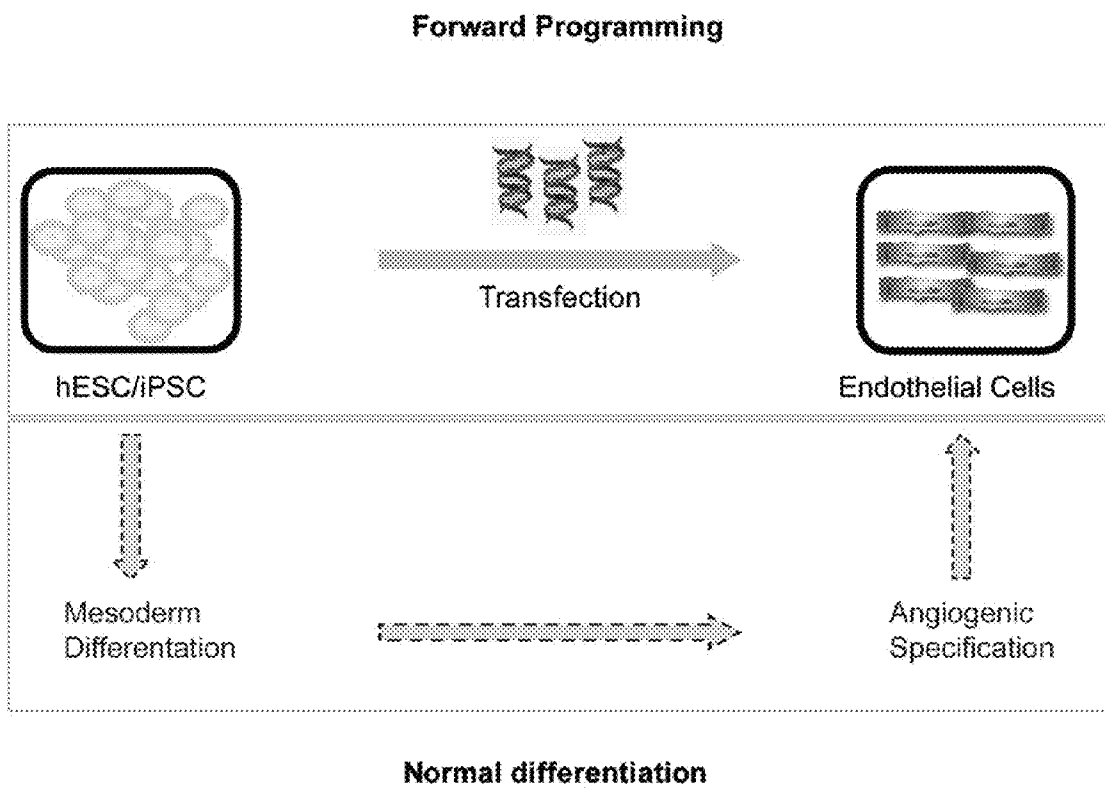 Forward Programming
Transfection
hESC/iPSC
Endothelial Cells
Mesoderm
Differentation
Angiogenic
Specification
Normal differentiation